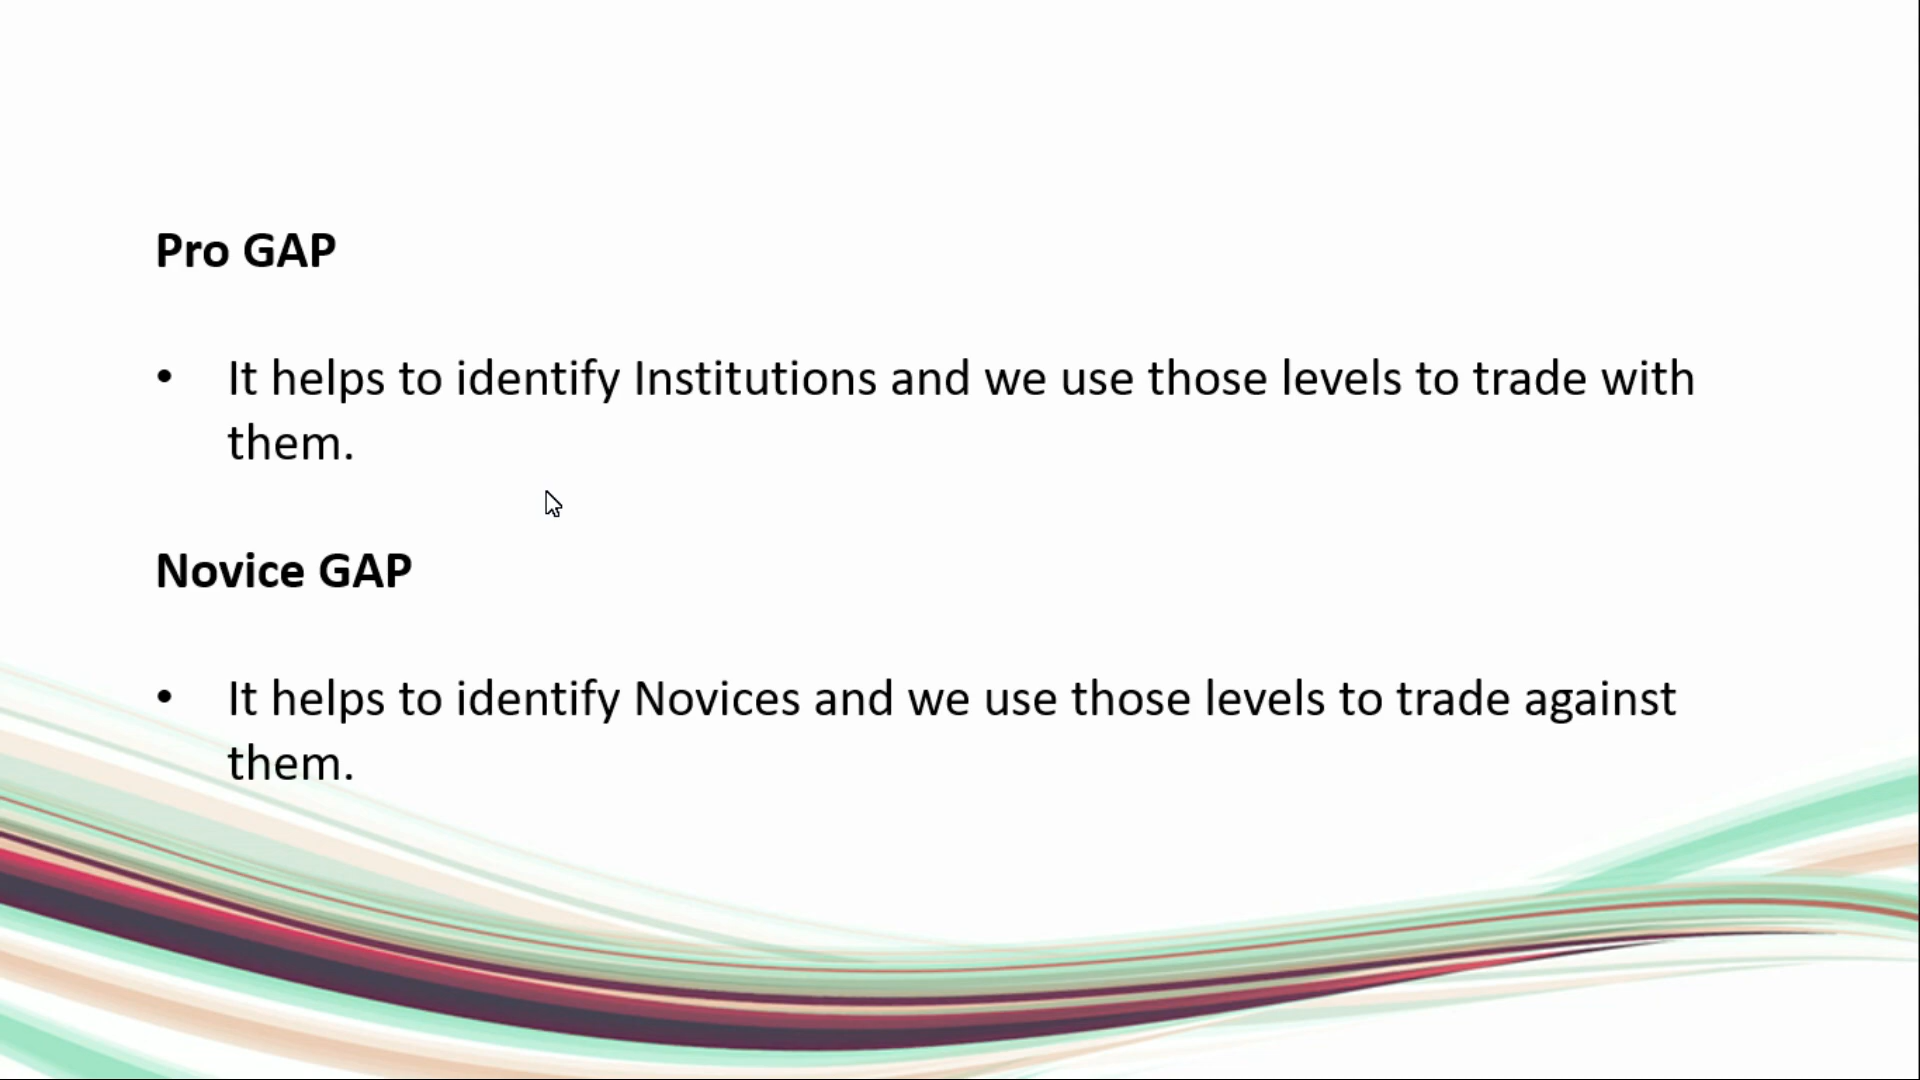 Pro GAP
• It helps to identify Institutions and we use those levels to trade with
them.
Novice GAP
• It helps to identify Novices and we use those levels to trade against
them.